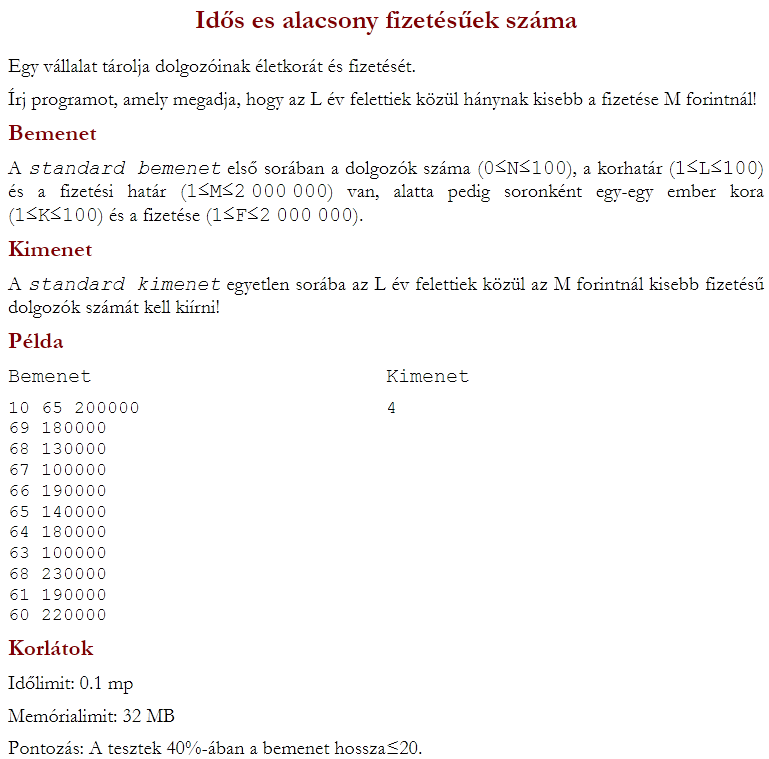 Idős es alacsony fizetésűek száma
Egy vállalat tárolja dolgozóinak életkorát és fizetését.
Írj programot, amely megadja, hogy az L év felettiek közül hánynak kisebb a fizetése M forintnál!
Bemenet
A standard bemenet első sorában a dolgozók száma (0≤N≤100), a korhatár (1≤L≤100)
és a fizetési határ (1≤M≤2 000 000) van, alatta pedig soronként egy-egy ember kora
(1≤K≤100) és a fizetése (1≤F≤2 000 000).
Kimenet
A standard kimenet egyetlen sorába az L év felettiek közül az M forintnál kisebb fizetésű
dolgozók számát kell kiírni!
Példa
Bemenet Kimenet
10 65 200000 4
69 180000
68 130000
67 100000
66 190000
65 140000
64 180000
63 100000
68 230000
61 190000
60 220000
Korlátok
Időlimit: 0.1 mp
Memórialimit: 32 MB
Pontozás: A tesztek 40%-ában a bemenet hossza≤20.